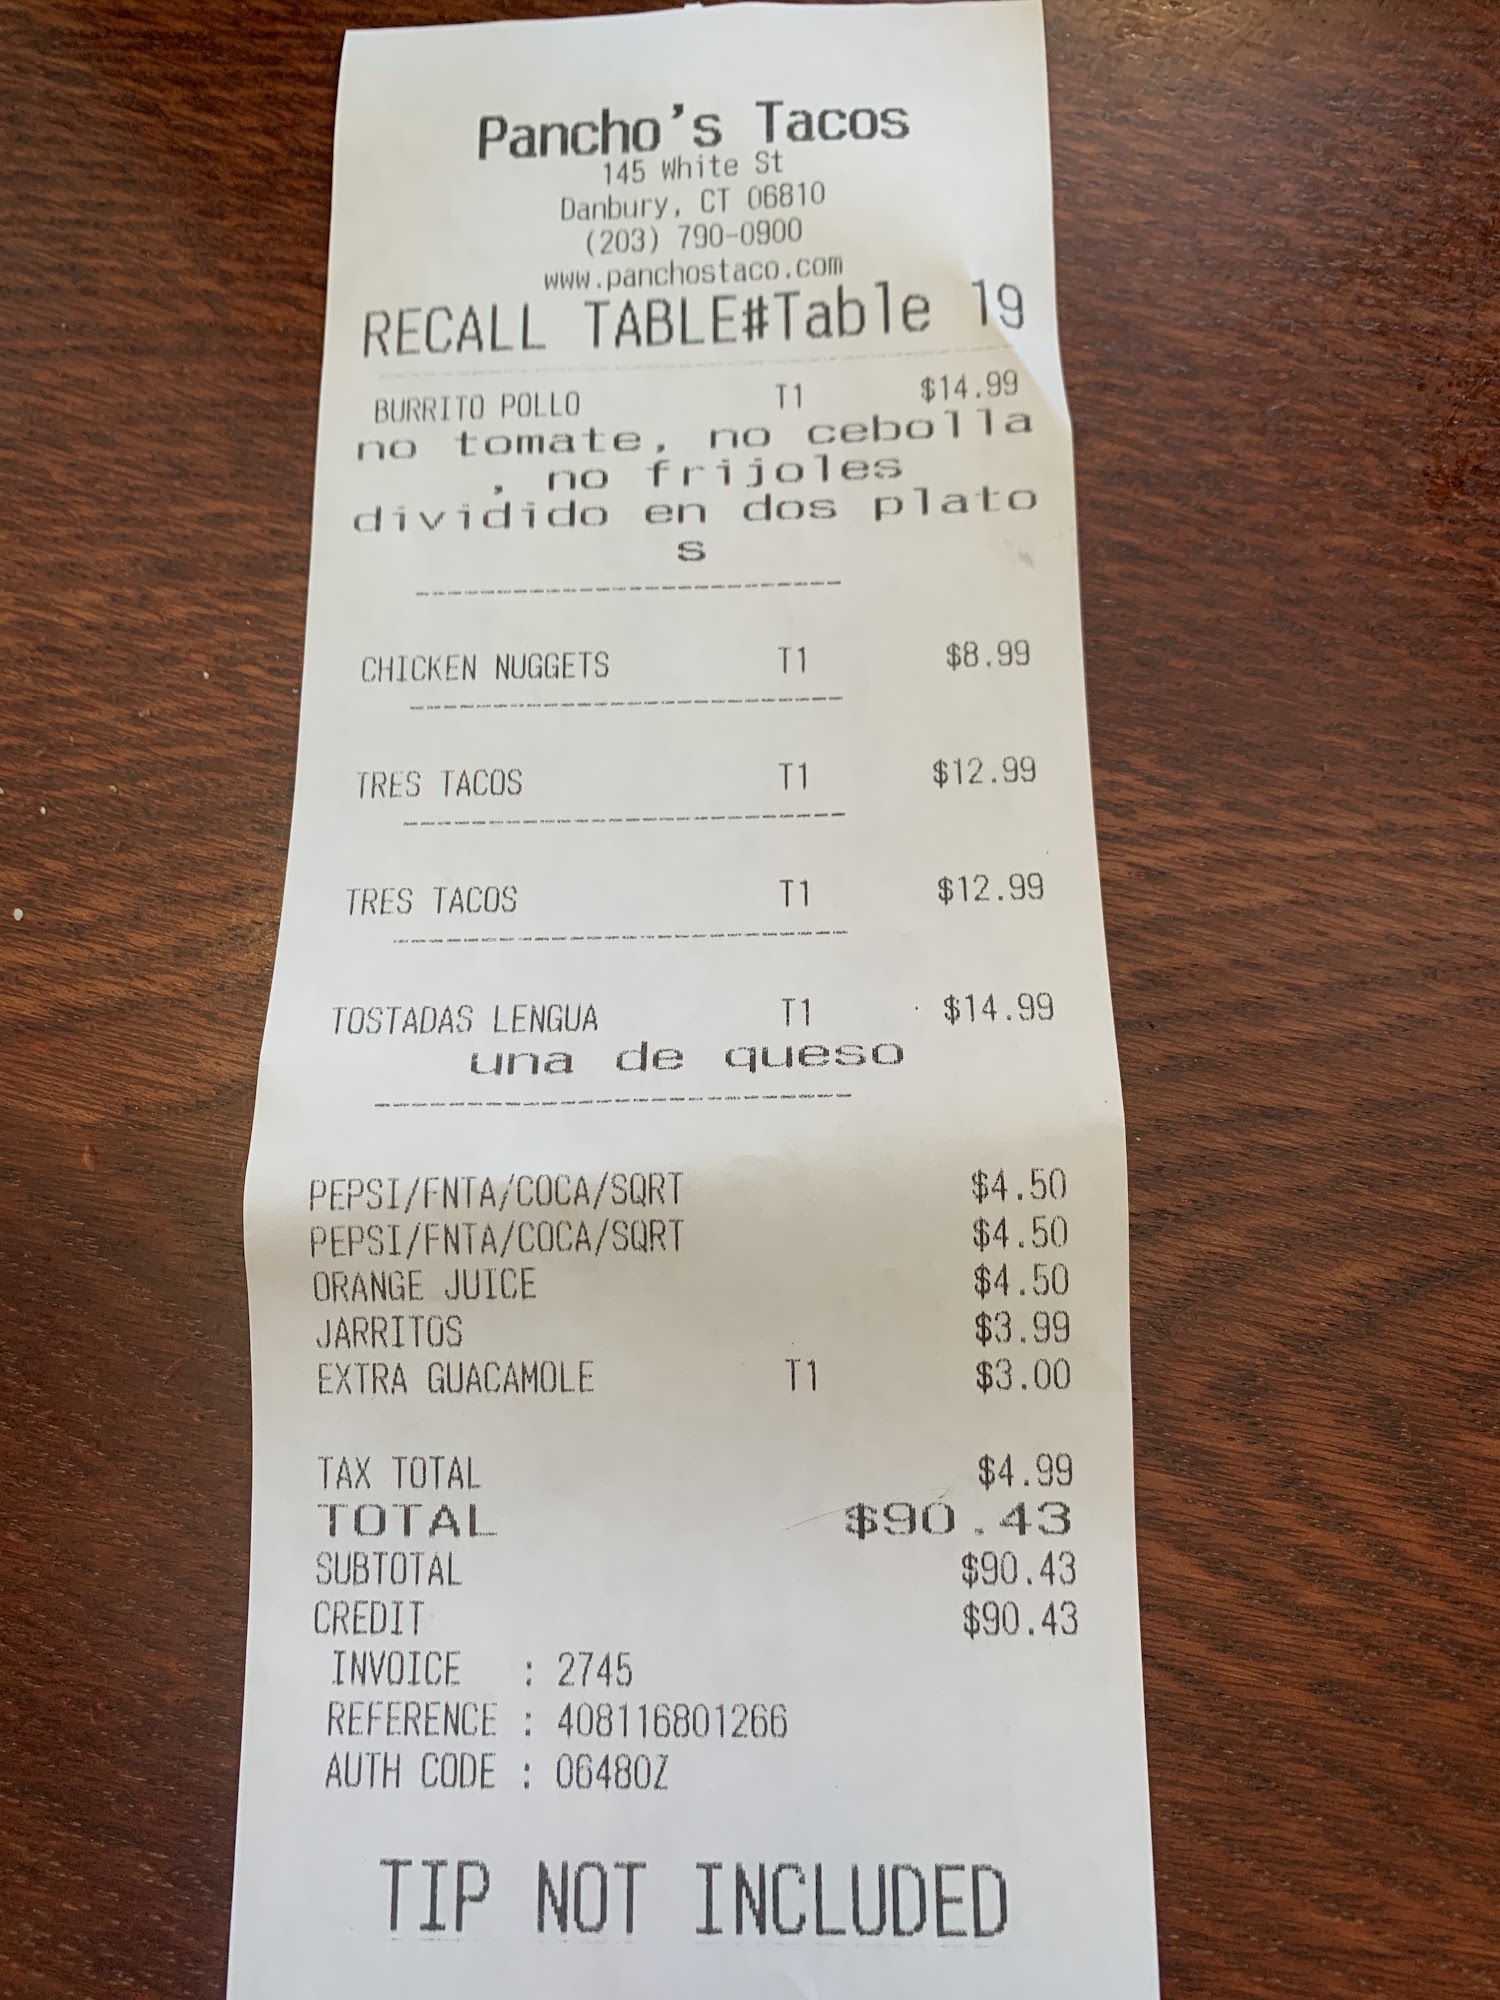 Pancho's Tacos
145 White St
Danbury, CT 06810
(203) 790-0900
www.panchostaco.com
RECALL TABLE#Table 19
BURRITO POLLO T1 $14.99
no tomate, no cebolla
, no frijoles
dividido en dos plato
s
CHICKEN NUGGETS T1 $8.99
TRES TACOS T1 $12.99
TRES TACOS T1 $12.99
TOSTADAS LENGUA T1 $14.99
una de queso
PEPSI/FNTA/COCA/SQRT $4.50
PEPSI/FNTA/COCA/SQRT $4.50
ORANGE JUICE $4.50
JARRITOS $3.99
EXTRA GUACAMOLE T1 $3.00
TAX TOTAL $4.99
TOTAL $90.43
SUBTOTAL $90.43
CREDIT $90.43
INVOICE : 2745
REFERENCE : 408116801266
AUTH CODE : 06480Z
TIP NOT INCLUDED